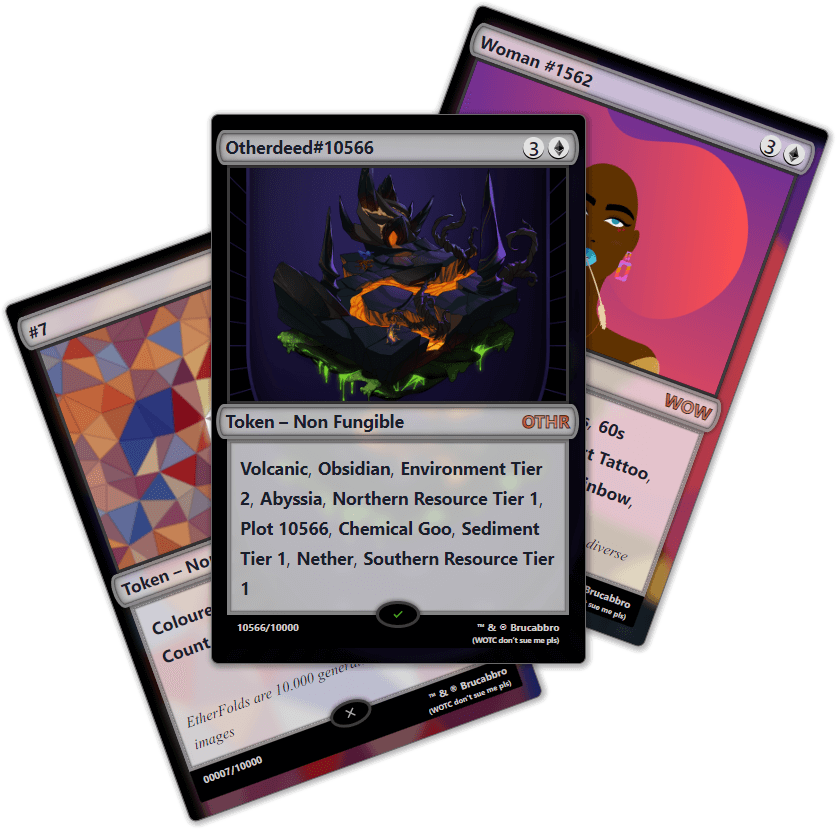 Woman #1562
3
WOW
, 60s
Tattoo,
diverse
Brucabbro
(WOTC don't sue me pls)
Otherdeed#10566
3
Token – Non Fungible
OTHR
Volcanic, Obsidian, Environment Tier
2, Abyssia, Northern Resource Tier 1,
Plot 10566, Chemical Goo, Sediment
Tier 1, Nether, Southern Resource Tier
1
10566/10000
™ & ® Brucabbro
(WOTC don't sue me pls)
#7
Token –
Count
EtherFolds are 10.000
images
00007/10000
™ & ® Brucabbro
(WOTC don't sue me pls)